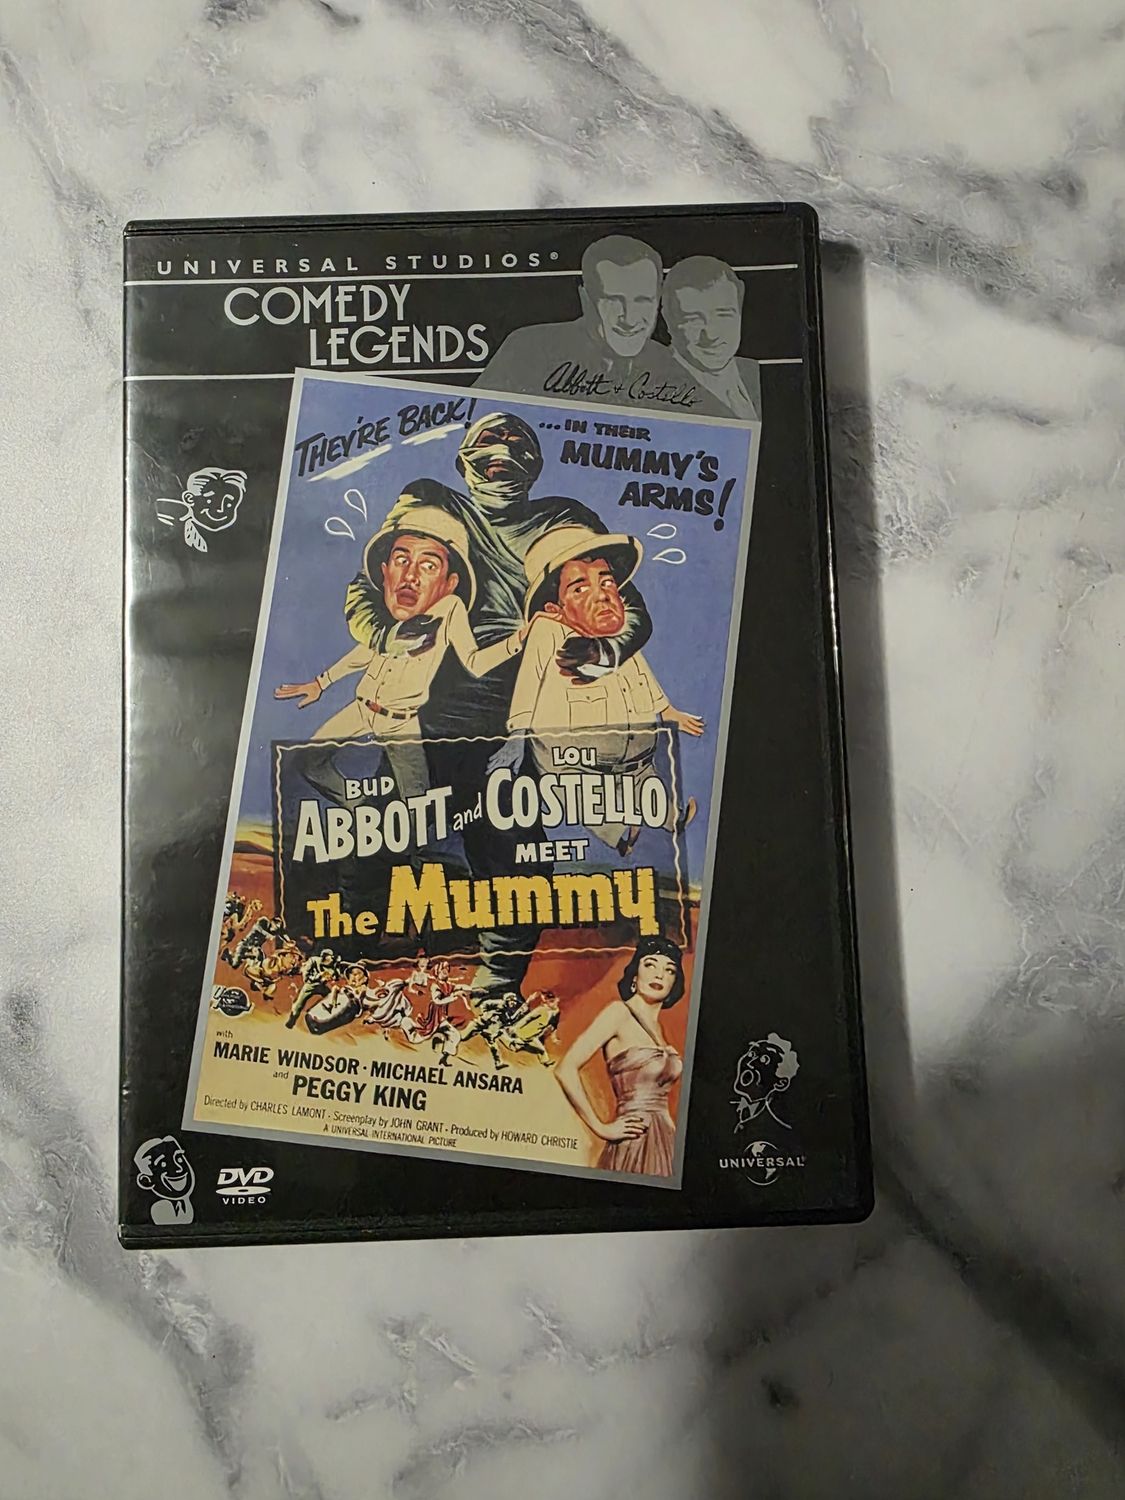 UNIVERSAL STUDIOS®
COMEDY
LEGENDS
Abbott + Costello
THEY'RE BACK!
...IN THEIR
MUMMY'S
ARMS!
BUD
LOU
ABBOTT and COSTELLO
MEET
The Mummy
with
MARIE WINDSOR · MICHAEL ANSARA
and
PEGGY KING
Directed by CHARLES LAMONT · Screenplay by JOHN GRANT · Produced by HOWARD CHRISTIE
A UNIVERSAL-INTERNATIONAL PICTURE
DVD
VIDEO
UNIVERSAL